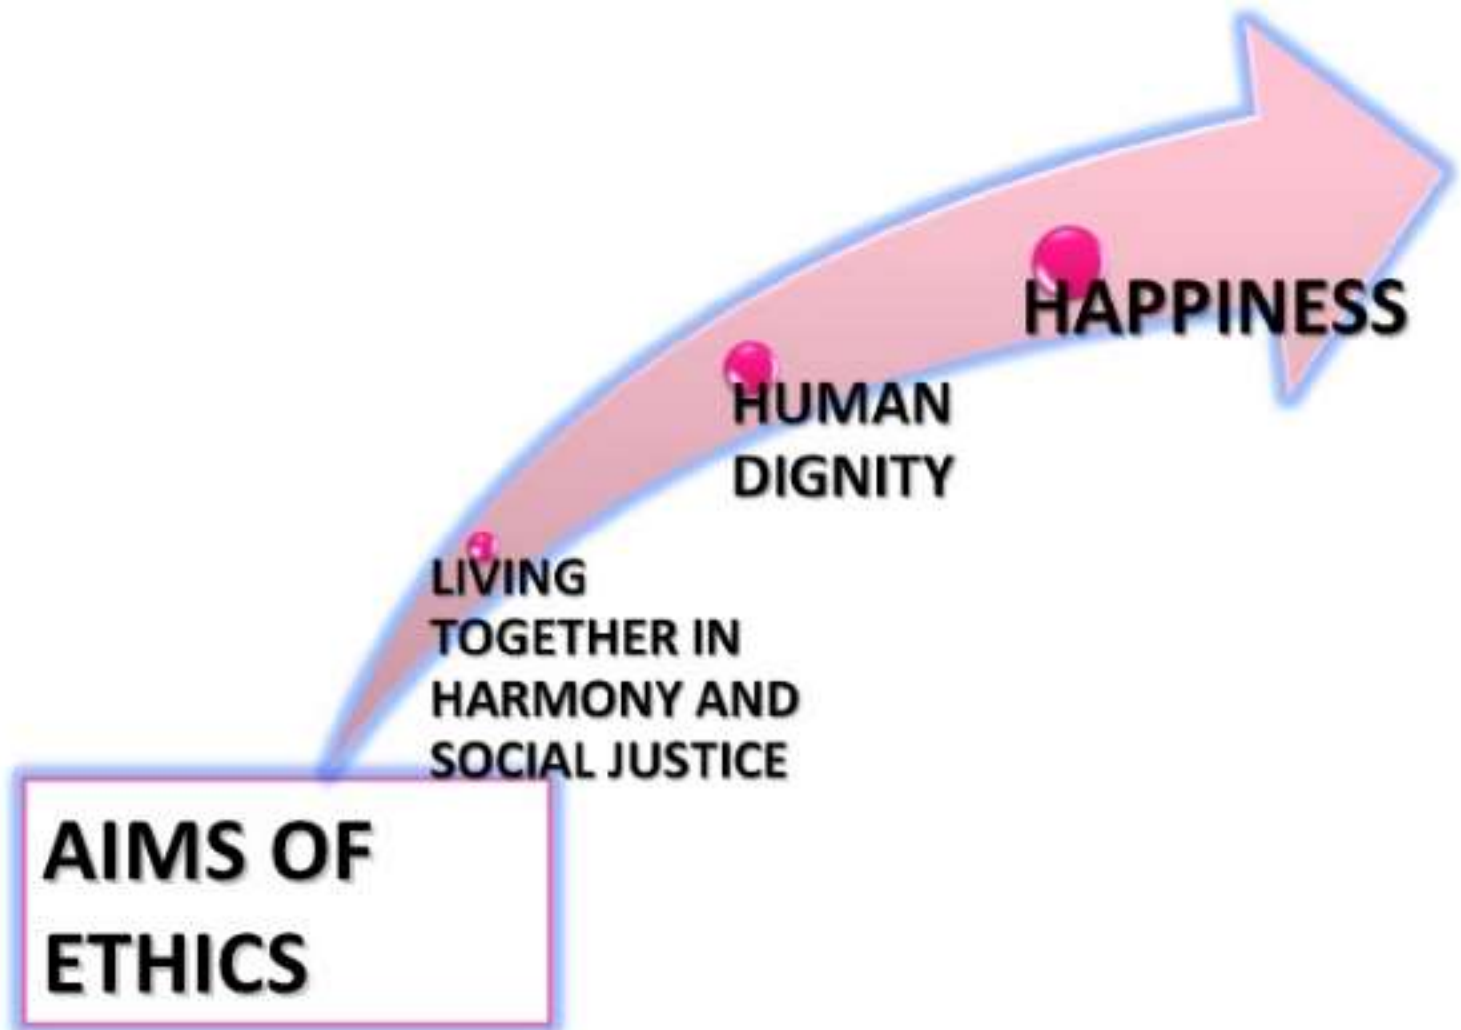 HAPPINESS
HUMAN
DIGNITY
LIVING
TOGETHER IN
HARMONY AND
SOCIAL JUSTICE
AIMS OF
ETHICS